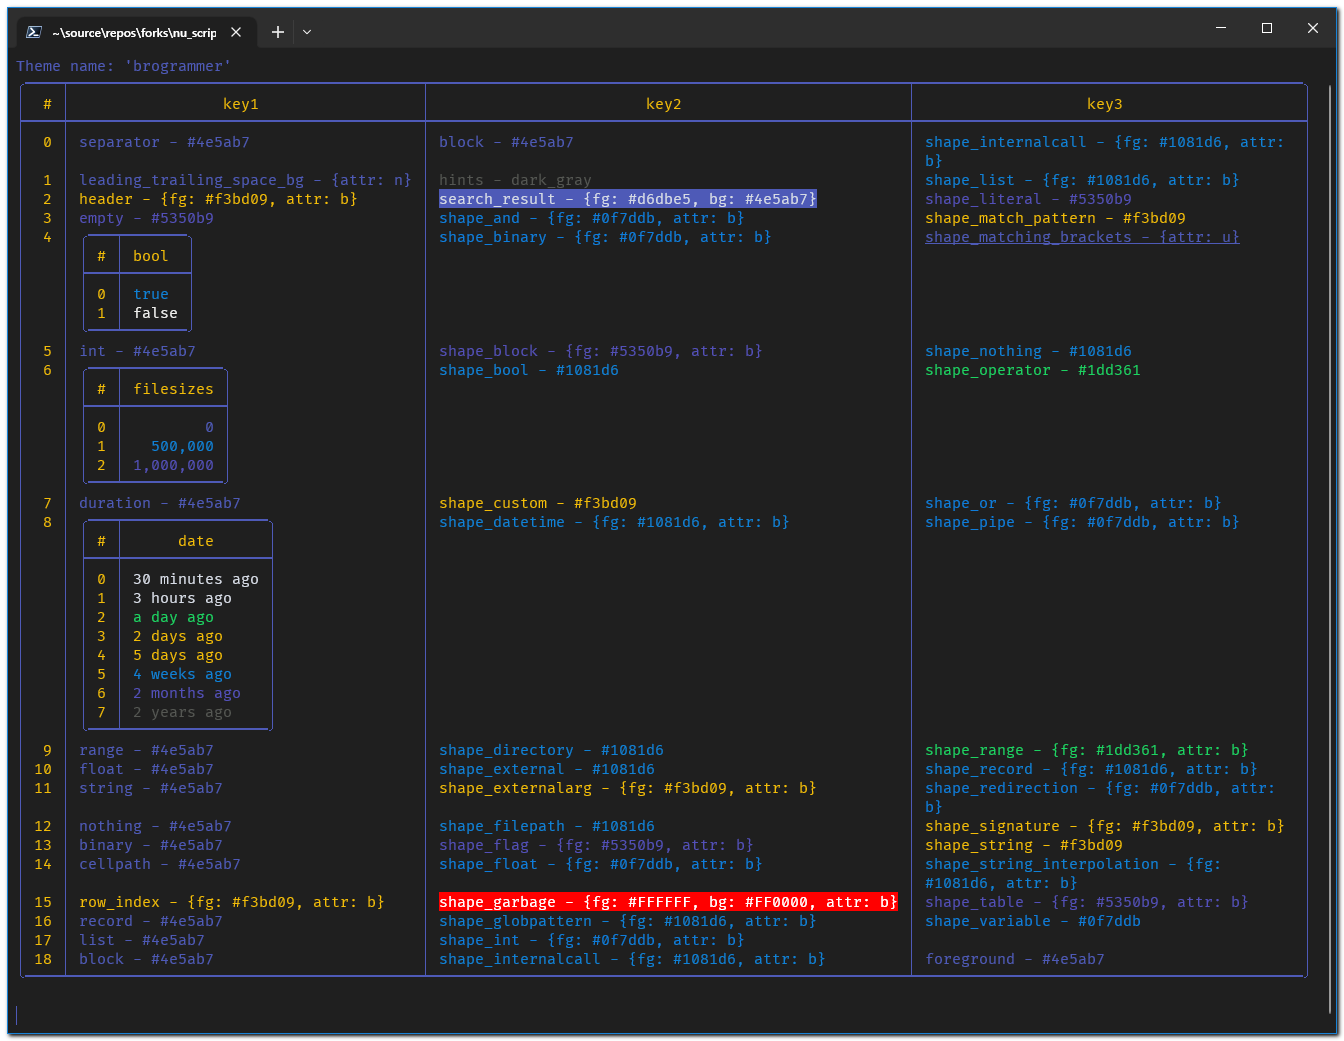 ~\source\repos\forks\nu_scrip
Theme name: 'brogrammer'
# key1 key2 key3
0 separator - #4e5ab7 block - #4e5ab7 shape_internalcall - {fg: #1081d6, attr:
b}
1 leading_trailing_space_bg - {attr: n} hints - dark_gray shape_list - {fg: #1081d6, attr: b}
2 header - {fg: #f3bd09, attr: b} search_result - {fg: #d6dbe5, bg: #4e5ab7} shape_literal - #5350b9
3 empty - #5350b9 shape_and - {fg: #0f7ddb, attr: b} shape_match_pattern - #f3bd09
4 shape_binary - {fg: #0f7ddb, attr: b} shape_matching_brackets - {attr: u}
# bool
0 true
1 false
5 int - #4e5ab7 shape_block - {fg: #5350b9, attr: b} shape_nothing - #1081d6
6 shape_bool - #1081d6 shape_operator - #1dd361
# filesizes
0 0
1 500,000
2 1,000,000
7 duration - #4e5ab7 shape_custom - #f3bd09 shape_or - {fg: #0f7ddb, attr: b}
8 shape_datetime - {fg: #1081d6, attr: b} shape_pipe - {fg: #0f7ddb, attr: b}
# date
0 30 minutes ago
1 3 hours ago
2 a day ago
3 2 days ago
4 5 days ago
5 4 weeks ago
6 2 months ago
7 2 years ago
9 range - #4e5ab7 shape_directory - #1081d6 shape_range - {fg: #1dd361, attr: b}
10 float - #4e5ab7 shape_external - #1081d6 shape_record - {fg: #1081d6, attr: b}
11 string - #4e5ab7 shape_externalarg - {fg: #f3bd09, attr: b} shape_redirection - {fg: #0f7ddb, attr:
b}
12 nothing - #4e5ab7 shape_filepath - #1081d6 shape_signature - {fg: #f3bd09, attr: b}
13 binary - #4e5ab7 shape_flag - {fg: #5350b9, attr: b} shape_string - #f3bd09
14 cellpath - #4e5ab7 shape_float - {fg: #0f7ddb, attr: b} shape_string_interpolation - {fg:
#1081d6, attr: b}
15 row_index - {fg: #f3bd09, attr: b} shape_garbage - {fg: #FFFFFF, bg: #FF0000, attr: b} shape_table - {fg: #5350b9, attr: b}
16 record - #4e5ab7 shape_globpattern - {fg: #1081d6, attr: b} shape_variable - #0f7ddb
17 list - #4e5ab7 shape_int - {fg: #0f7ddb, attr: b}
18 block - #4e5ab7 shape_internalcall - {fg: #1081d6, attr: b} foreground - #4e5ab7